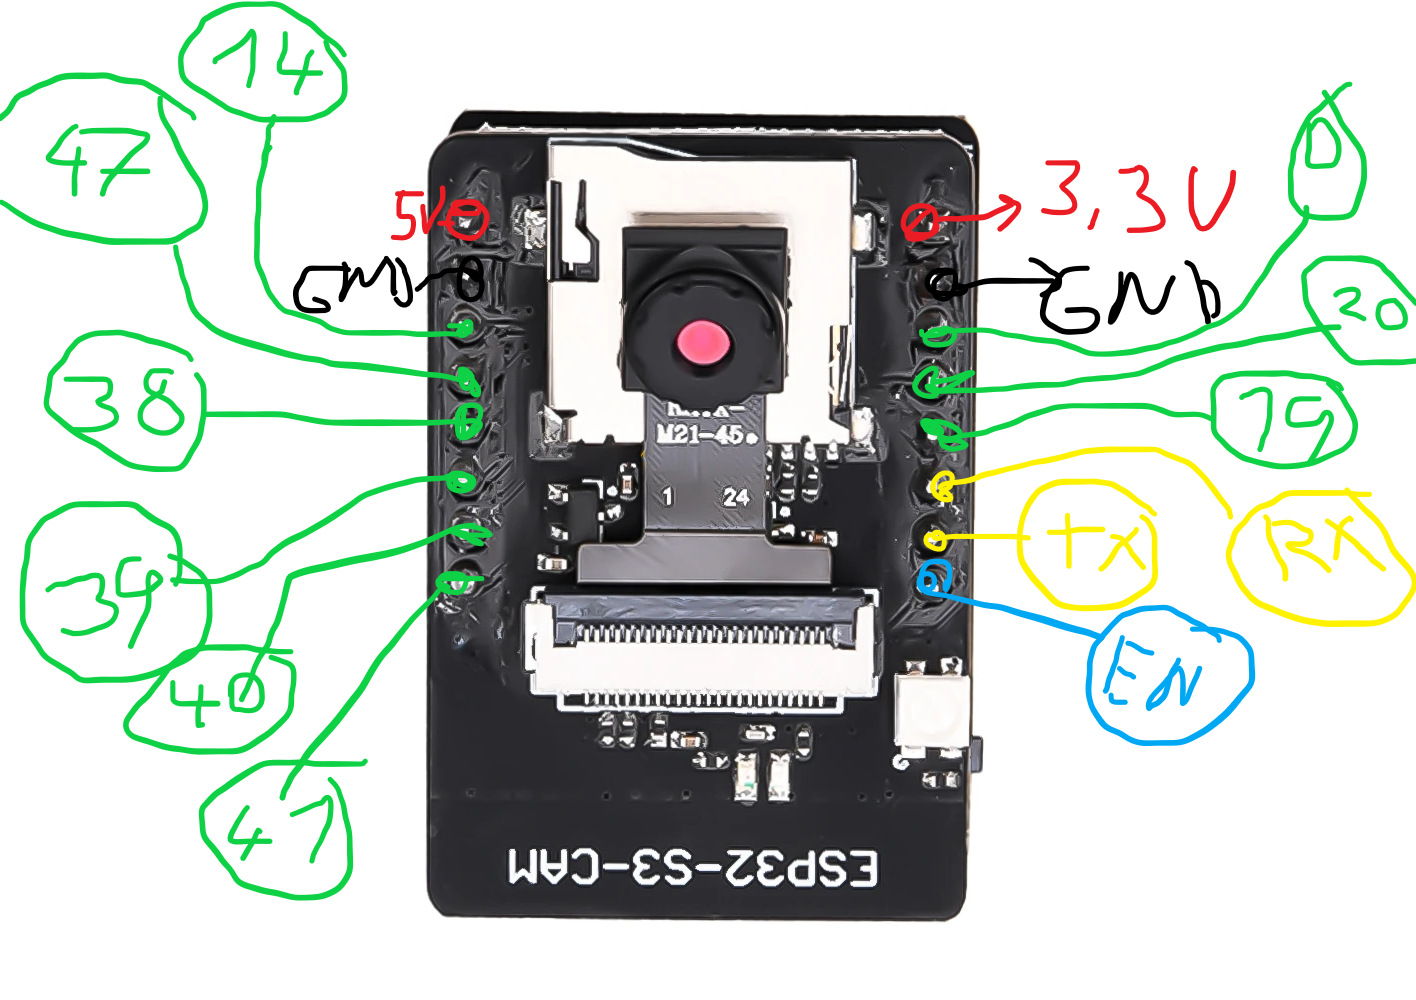 14
47
0
5V
3.3V
GND
GND
20
38
19
M21-45.
1 24
RX
TX
39
EN
40
41
ESP32-S3-CAM